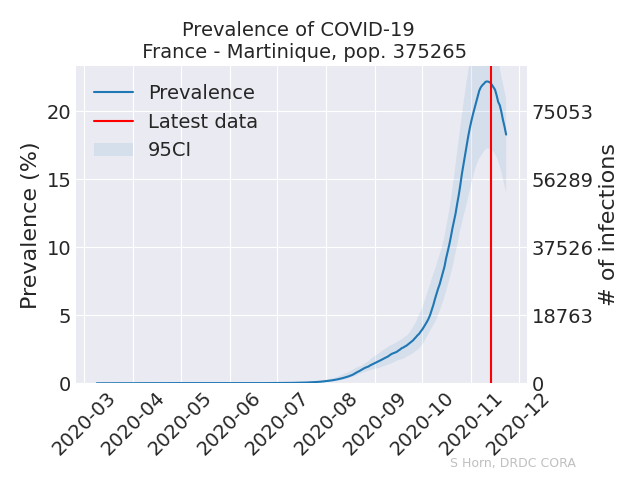 Prevalence of COVID-19
France - Martinique, pop. 375265
Prevalence
Latest data
95CI
Prevalence (%)
20
15
10
5
0
75053
56289
37526
18763
0
# of infections
2020-03
2020-04
2020-05
2020-06
2020-07
2020-08
2020-09
2020-10
2020-11
2020-12
S Horn, DRDC CORA